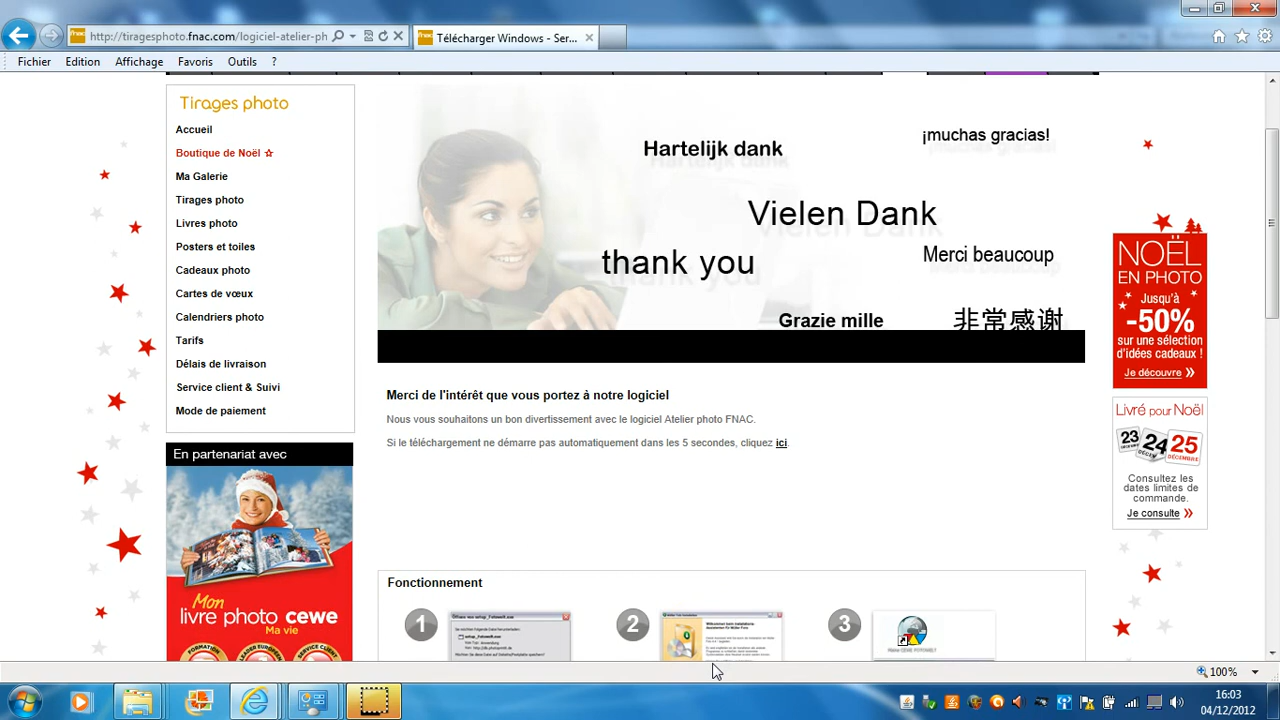 http://tiragesphoto.fnac.com/logiciel-atelier-ph
fnac
Télécharger Windows - Ser...
Fichier Edition Affichage Favoris Outils ?
Tirages photo
Accueil
Boutique de Noël ☆
Ma Galerie
Tirages photo
Livres photo
Posters et toiles
Cadeaux photo
Cartes de vœux
Calendriers photo
Tarifs
Délais de livraison
Service client & Suivi
Mode de paiement
En partenariat avec
Mon
livre photo cewe
Ma vie
Hartelijk dank
¡muchas gracias!
Vielen Dank
thank you
Merci beaucoup
Grazie mille
非常感谢
Merci de l'intérêt que vous portez à notre logiciel
Nous vous souhaitons un bon divertissement avec le logiciel Atelier photo FNAC.
Si le téléchargement ne démarre pas automatiquement dans les 5 secondes, cliquez ici.
Fonctionnement
1
2
3
NOËL
EN PHOTO
Jusqu'à
-50%
sur une sélection
d'idées cadeaux !
Je découvre »
Livré pour Noël
23 24 25
Consultez les
dates limites de
commande.
Je consulte »
100%
16:03
04/12/2012